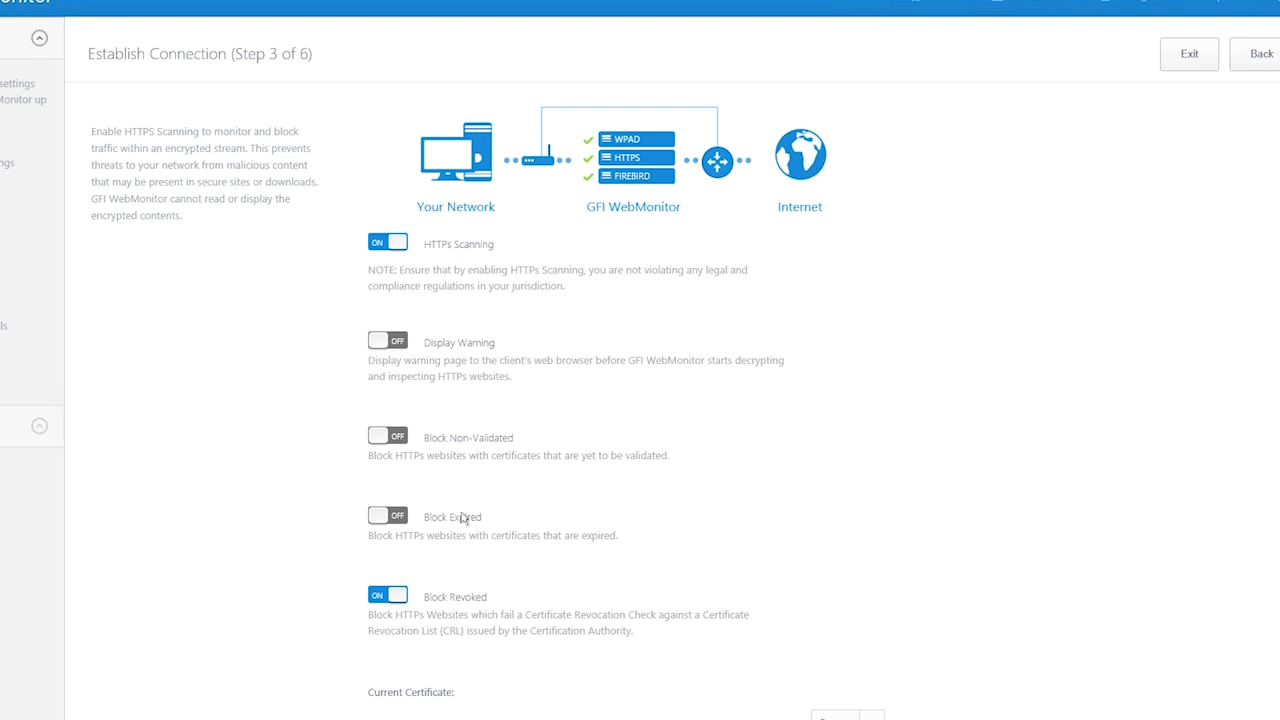 Establish Connection (Step 3 of 6)
Exit
Back
settings
Monitor up
Enable HTTPS Scanning to monitor and block
traffic within an encrypted stream. This prevents
threats to your network from malicious content
that may be present in secure sites or downloads.
GFI WebMonitor cannot read or display the
encrypted contents.
WPAD
HTTPS
FIREBIRD
Your Network
GFI WebMonitor
Internet
ON
HTTPs Scanning
NOTE: Ensure that by enabling HTTPs Scanning, you are not violating any legal and
compliance regulations in your jurisdiction.
OFF
Display Warning
Display warning page to the client's web browser before GFI WebMonitor starts decrypting
and inspecting HTTPs websites.
OFF
Block Non-Validated
Block HTTPs websites with certificates that are yet to be validated.
OFF
Block Expired
Block HTTPs websites with certificates that are expired.
ON
Block Revoked
Block HTTPs Websites which fail a Certificate Revocation Check against a Certificate
Revocation List (CRL) issued by the Certification Authority.
Current Certificate: